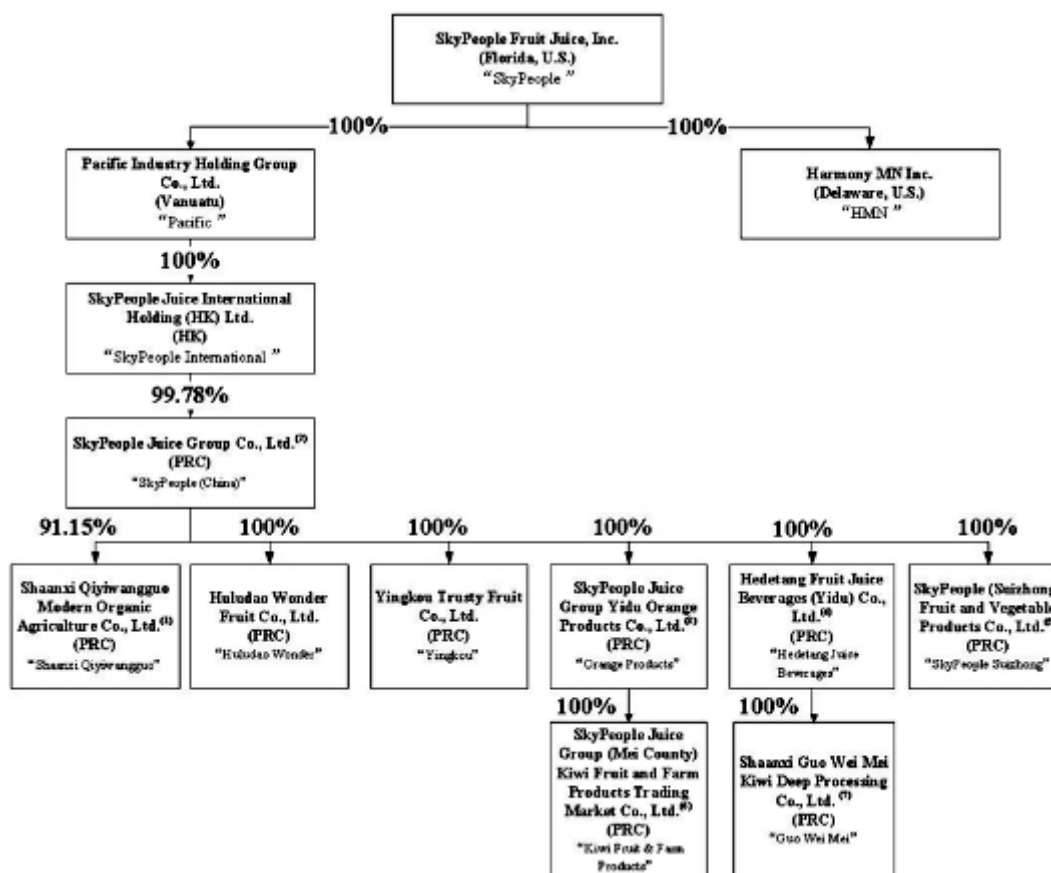 SkyPeople Fruit Juice, Inc.
(Florida, U.S.)
“SkyPeople ”
100%
100%
Pacific Industry Holding Group
Co., Ltd.
(Vanuatu)
“Pacific ”
Harmony MN Inc.
(Delaware, U.S.)
“HMN ”
100%
SkyPeople Juice International
Holding (HK) Ltd.
(HK)
“SkyPeople International ”
99.78%
SkyPeople Juice Group Co., Ltd.
(PRC)
“SkyPeople (China)”
91.15%
100%
100%
100%
100%
100%
Shaanxi Qiyiwangguo
Modern Organic
Agriculture Co., Ltd.
(PRC)
“Shaanxi Qiyiwangguo”
Huludao Wonder
Fruit Co., Ltd.
(PRC)
“Huludao Wonder”
Yingkou Trusty Fruit
Co., Ltd.
(PRC)
“Yingkou”
SkyPeople Juice
Group Yidu Orange
Products Co., Ltd.
(PRC)
“Orange Products”
Hedetang Fruit Juice
Beverages (Yidu) Co.,
Ltd.
(PRC)
“Hedetang Juice
Beverages”
SkyPeople (Suizhong)
Fruit and Vegetable
Products Co., Ltd.
(PRC)
“SkyPeople Suizhong”
100%
100%
SkyPeople Juice
Group (Mei County)
Kiwi Fruit and Farm
Products Trading
Market Co., Ltd.
(PRC)
“Kiwi Fruit & Farm
Products”
Shaanxi Guo Wei Mei
Kiwi Deep Processing
Co., Ltd.
(PRC)
“Guo Wei Mei”